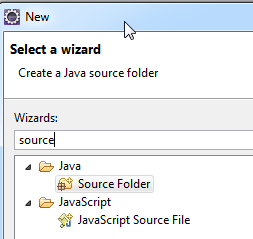 New
Select a wizard
Create a Java source folder
Wizards:
source
Java
Source Folder
JavaScript
JavaScript Source File